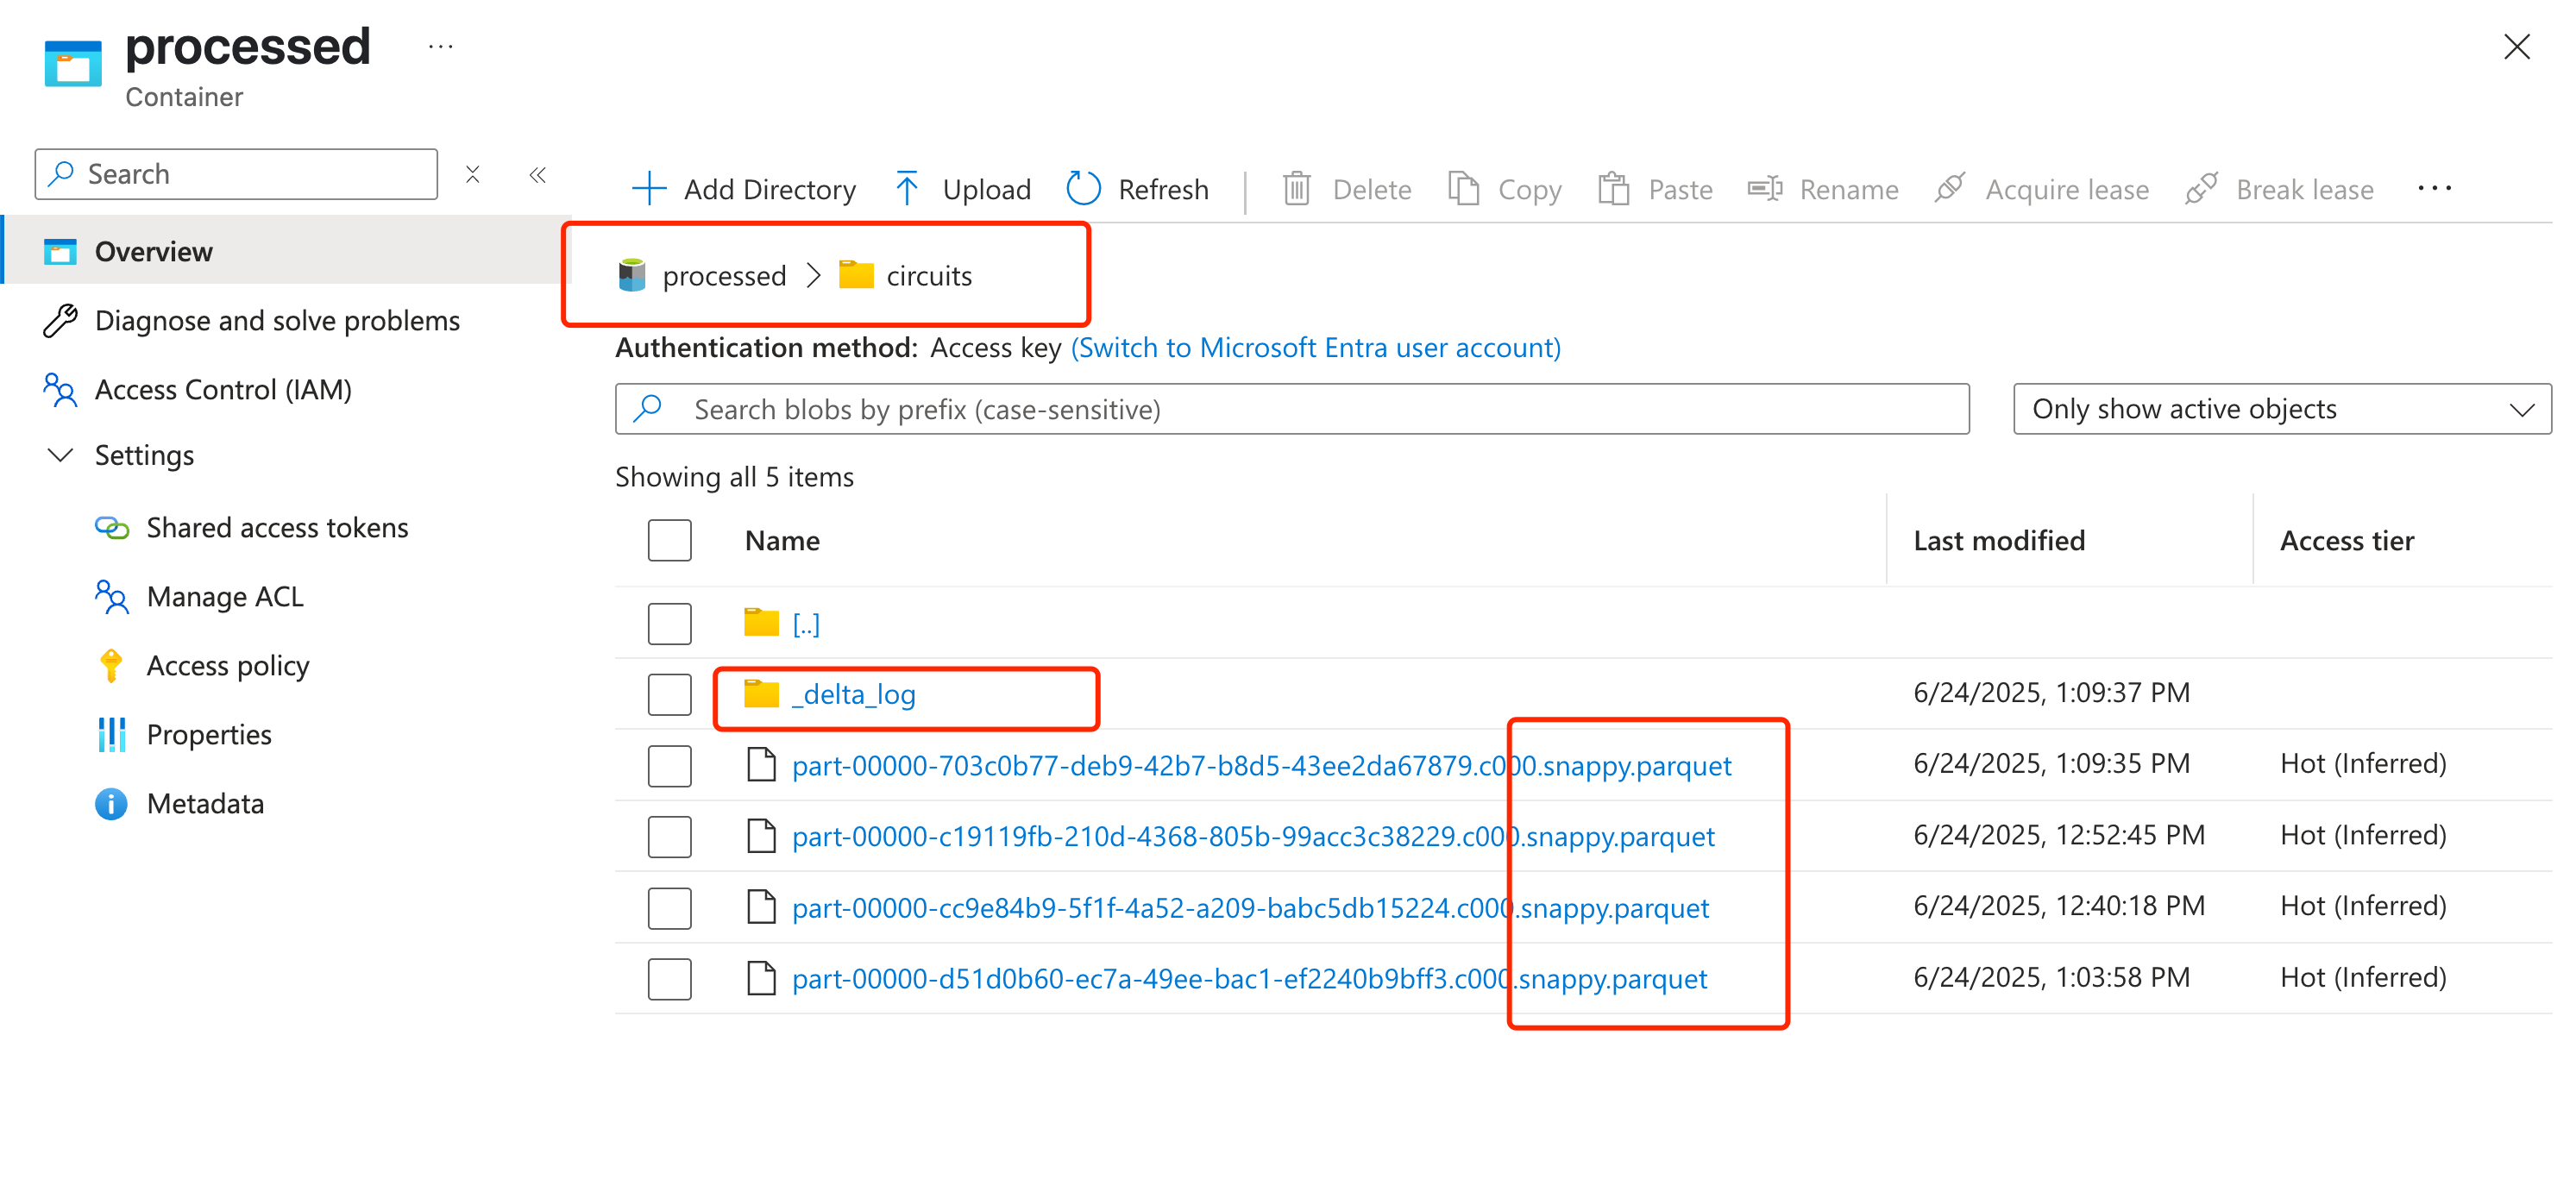 processed ...
Container
Search
Overview
Diagnose and solve problems
Access Control (IAM)
Settings
Shared access tokens
Manage ACL
Access policy
Properties
Metadata
Add Directory Upload Refresh Delete Copy Paste Rename Acquire lease Break lease ...
processed > circuits
Authentication method: Access key (Switch to Microsoft Entra user account)
Search blobs by prefix (case-sensitive) Only show active objects
Showing all 5 items
Name Last modified Access tier
[..]
_delta_log 6/24/2025, 1:09:37 PM
part-00000-703c0b77-deb9-42b7-b8d5-43ee2da67879.c000.snappy.parquet 6/24/2025, 1:09:35 PM Hot (Inferred)
part-00000-c19119fb-210d-4368-805b-99acc3c38229.c000.snappy.parquet 6/24/2025, 12:52:45 PM Hot (Inferred)
part-00000-cc9e84b9-5f1f-4a52-a209-babc5db15224.c000.snappy.parquet 6/24/2025, 12:40:18 PM Hot (Inferred)
part-00000-d51d0b60-ec7a-49ee-bac1-ef2240b9bff3.c000.snappy.parquet 6/24/2025, 1:03:58 PM Hot (Inferred)